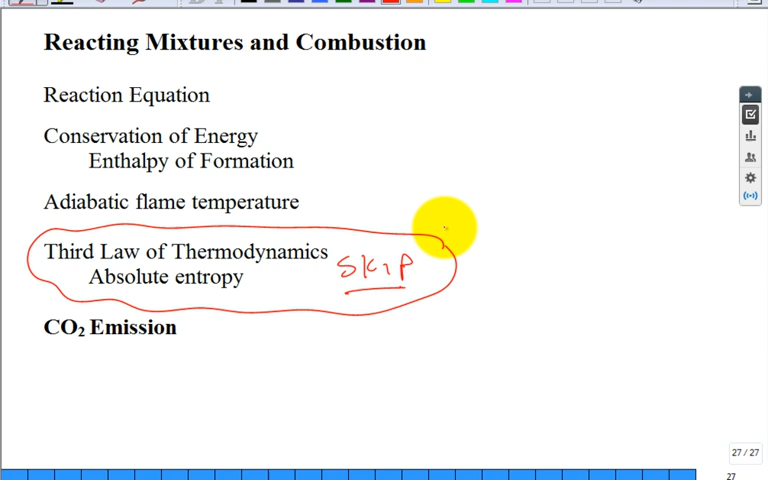 Reacting Mixtures and Combustion
Reaction Equation
Conservation of Energy
Enthalpy of Formation
Adiabatic flame temperature
Third Law of Thermodynamics
Absolute entropy
SKIP
CO₂ Emission
27 / 27
27